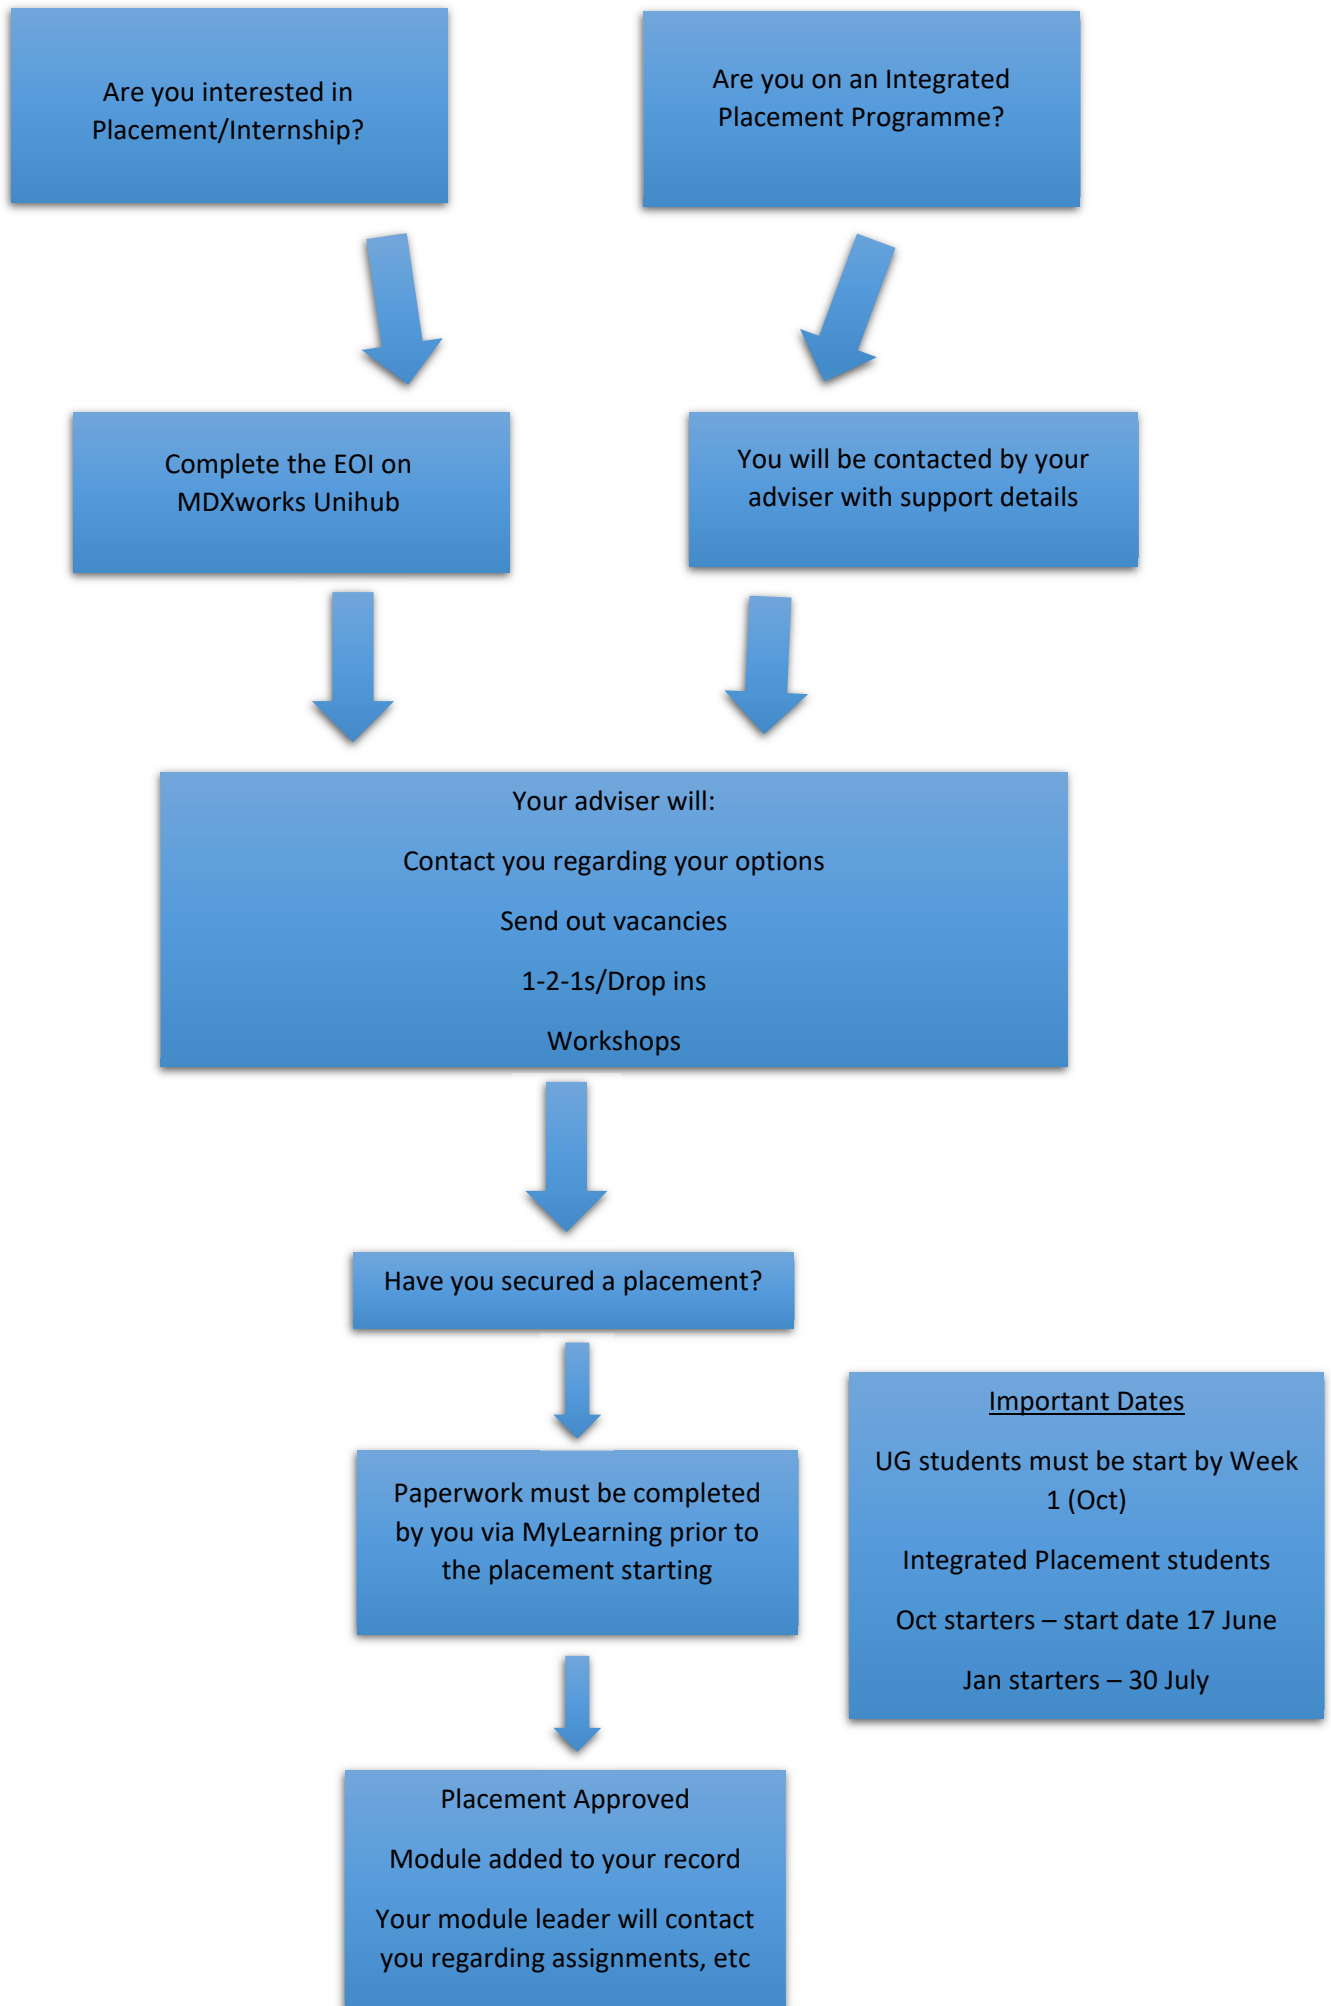 Are you interested in
Placement/Internship?
Are you on an Integrated
Placement Programme?
Complete the EOI on
MDXworks Unihub
You will be contacted by your
adviser with support details
Your adviser will:
Contact you regarding your options
Send out vacancies
1-2-1s/Drop ins
Workshops
Have you secured a placement?
Paperwork must be completed
by you via MyLearning prior to
the placement starting
Important Dates
UG students must be start by Week
1 (Oct)
Integrated Placement students
Oct starters – start date 17 June
Jan starters – 30 July
Placement Approved
Module added to your record
Your module leader will contact
you regarding assignments, etc